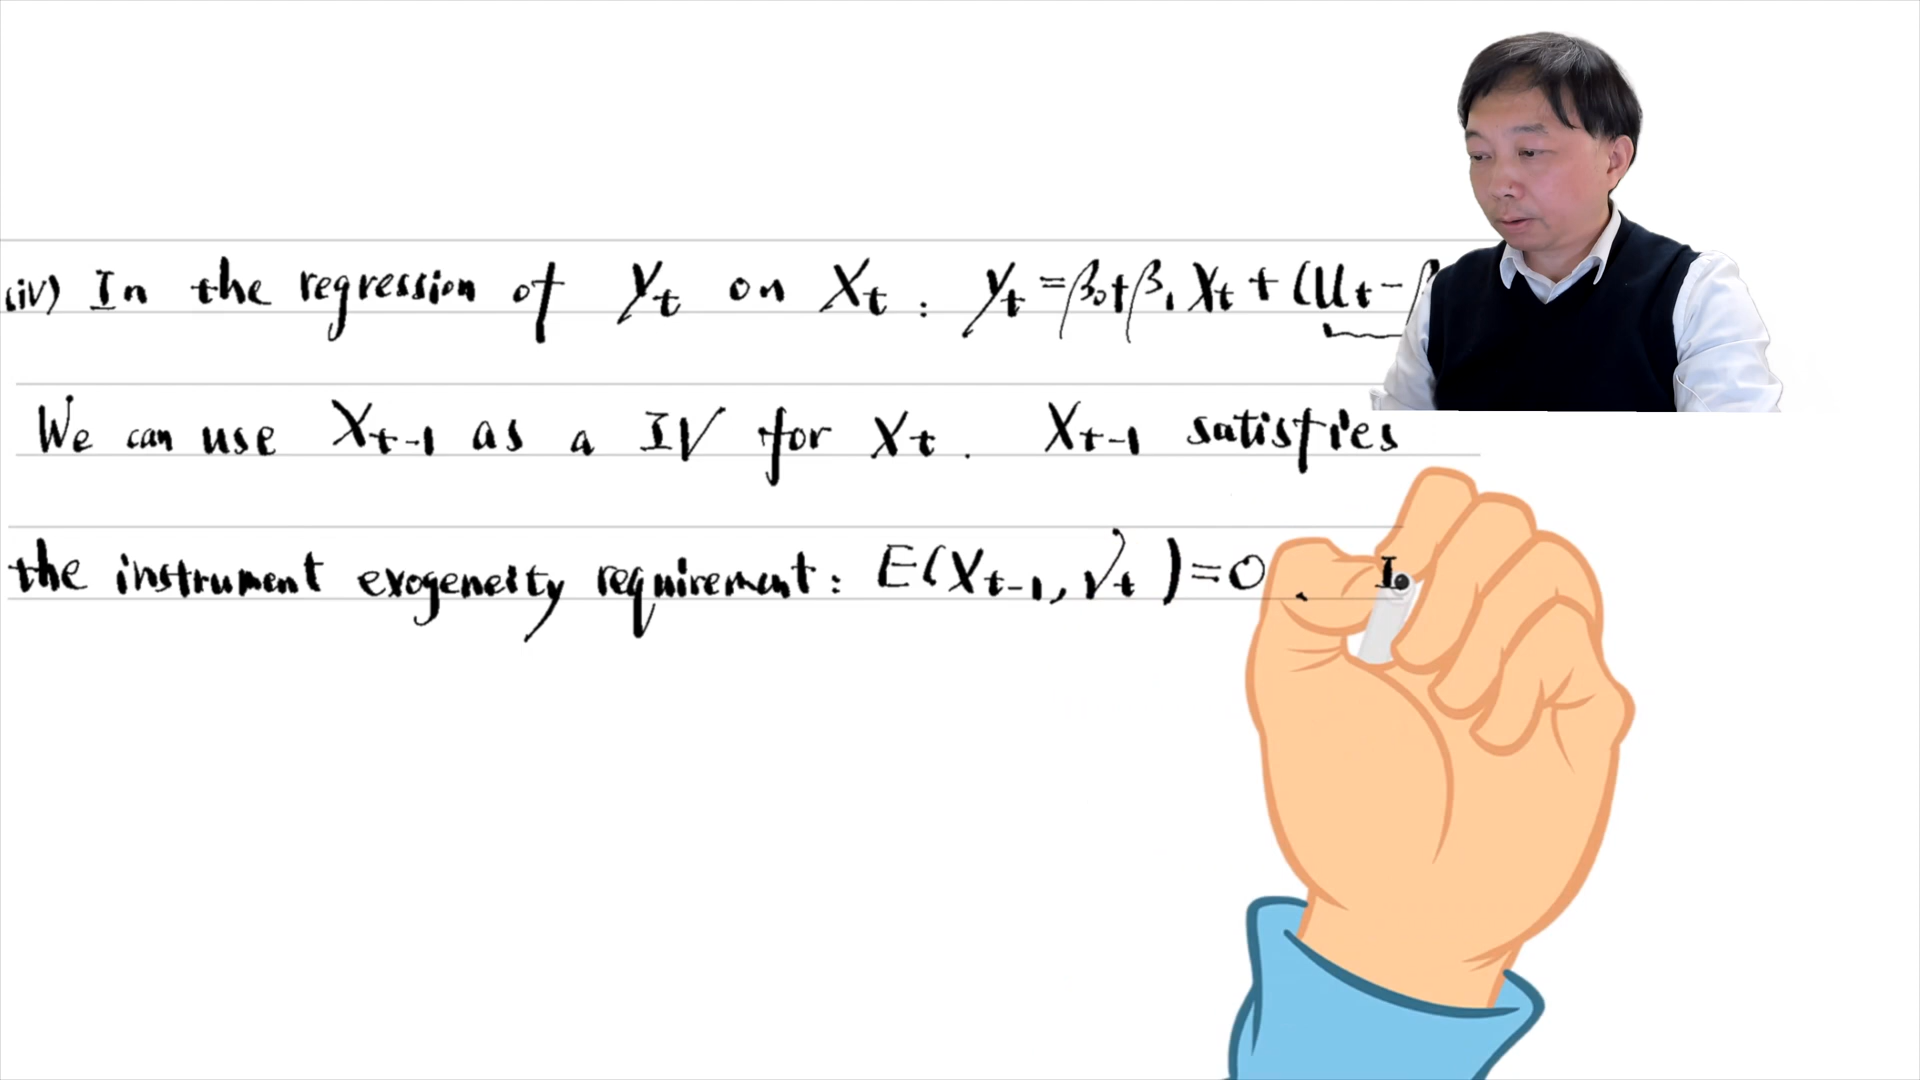 (iv) In the regression of Yt on Xt : Yt = β0 + β1 Xt + (Ut - β
We can use Xt-1 as a IV for Xt . Xt-1 satisfies
the instrument exogeneity requirement : E(Xt-1, Vt ) = 0 . I